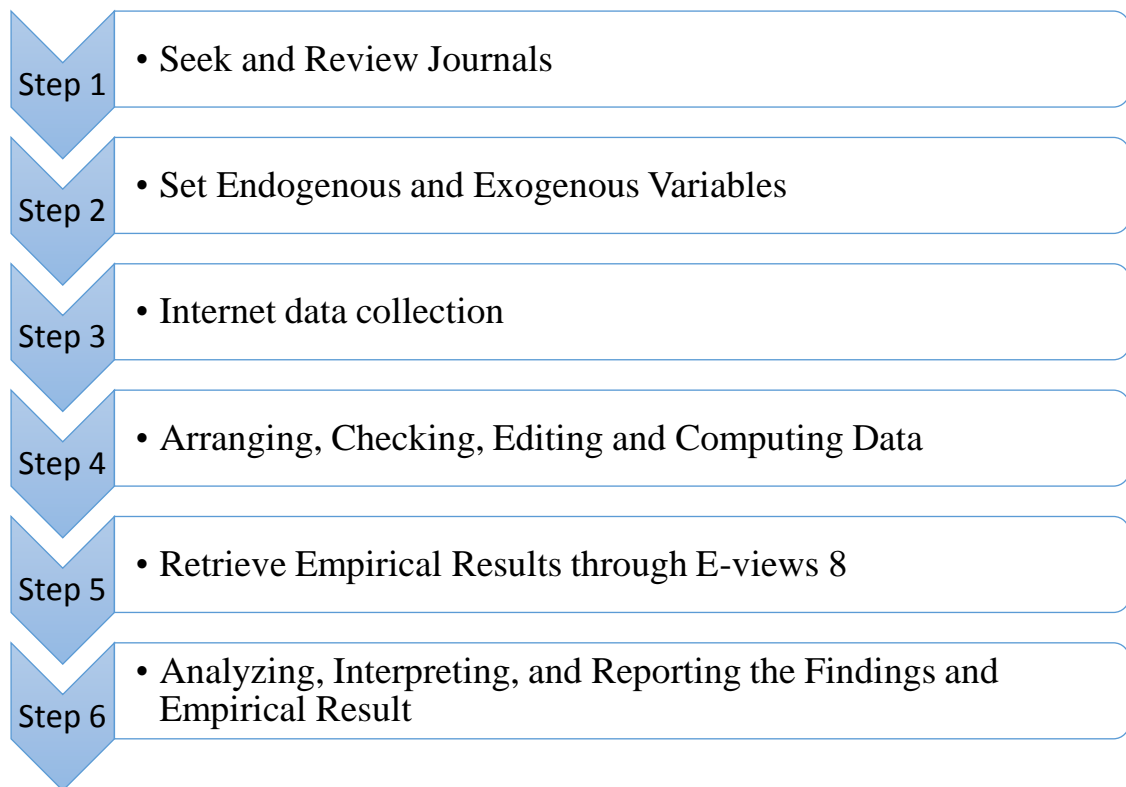 Step 1
• Seek and Review Journals
Step 2
• Set Endogenous and Exogenous Variables
Step 3
• Internet data collection
Step 4
• Arranging, Checking, Editing and Computing Data
Step 5
• Retrieve Empirical Results through E-views 8
Step 6
• Analyzing, Interpreting, and Reporting the Findings and
Empirical Result